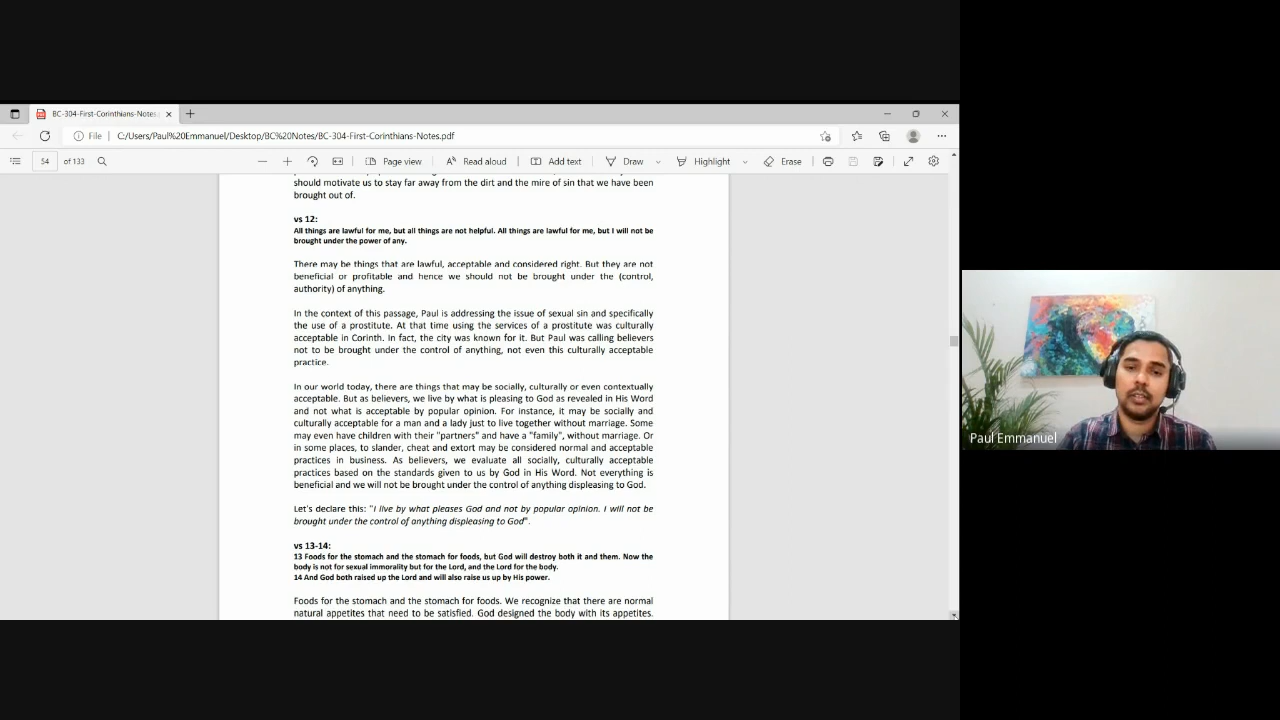 BC-304-First-Corinthians-Notes
File
C:/Users/Paul%20Emmanuel/Desktop/BC%20Notes/BC-304-First-Corinthians-Notes.pdf
54 of 133
Page view
Read aloud
Add text
Draw
Highlight
Erase
should motivate us to stay far away from the dirt and the mire of sin that we have been
brought out of.
vs 12:
All things are lawful for me, but all things are not helpful. All things are lawful for me, but I will not be
brought under the power of any.
There may be things that are lawful, acceptable and considered right. But they are not
beneficial or profitable and hence we should not be brought under the (control,
authority) of anything.
In the context of this passage, Paul is addressing the issue of sexual sin and specifically
the use of a prostitute. At that time using the services of a prostitute was culturally
acceptable in Corinth. In fact, the city was known for it. But Paul was calling believers
not to be brought under the control of anything, not even this culturally acceptable
practice.
In our world today, there are things that may be socially, culturally or even contextually
acceptable. But as believers, we live by what is pleasing to God as revealed in His Word
and not what is acceptable by popular opinion. For instance, it may be socially and
culturally acceptable for a man and a lady just to live together without marriage. Some
may even have children with their "partners" and have a "family", without marriage. Or
in some places, to slander, cheat and extort may be considered normal and acceptable
practices in business. As believers, we evaluate all socially, culturally acceptable
practices based on the standards given to us by God in His Word. Not everything is
beneficial and we will not be brought under the control of anything displeasing to God.
Let's declare this: "I live by what pleases God and not by popular opinion. I will not be
brought under the control of anything displeasing to God".
vs 13-14:
13 Foods for the stomach and the stomach for foods, but God will destroy both it and them. Now the
body is not for sexual immorality but for the Lord, and the Lord for the body.
14 And God both raised up the Lord and will also raise us up by His power.
Foods for the stomach and the stomach for foods. We recognize that there are normal
natural appetites that need to be satisfied. God designed the body with its appetites.
Paul Emmanuel